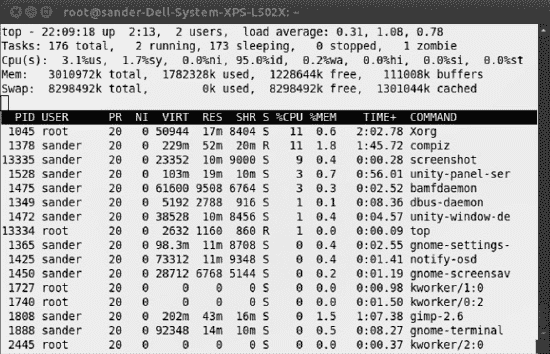 root@sander-Dell-System-XPS-L502X: ~
top - 22:09:18 up  2:13,  2 users,  load average: 0.31, 1.08, 0.78
Tasks: 176 total,   2 running, 173 sleeping,   0 stopped,   1 zombie
Cpu(s):  3.1%us,  1.7%sy,  0.0%ni, 95.0%id,  0.2%wa,  0.0%hi,  0.0%si,  0.0%st
Mem:   3010972k total,  1782328k used,  1228644k free,   111008k buffers
Swap:  8298492k total,        0k used,  8298492k free,  1301044k cached
PID USER PR NI VIRT RES SHR S %CPU %MEM TIME+ COMMAND
1045 root 20 0 50944 17m 8404 S 11 0.6 2:02.78 Xorg
1378 sander 20 0 229m 52m 20m R 11 1.8 1:45.72 compiz
13335 sander 20 0 23352 10m 9000 S 9 0.4 0:00.28 screenshot
1528 sander 20 0 103m 19m 10m S 3 0.7 0:56.01 unity-panel-ser
1475 sander 20 0 61600 9508 6764 S 3 0.3 0:02.52 bamfdaemon
1349 sander 20 0 5192 2788 916 S 1 0.1 0:08.36 dbus-daemon
1472 sander 20 0 38528 10m 8456 S 1 0.4 0:04.57 unity-window-de
13334 root 20 0 2632 1160 860 R 1 0.0 0:00.09 top
1365 sander 20 0 98.3m 11m 8708 S 0 0.4 0:02.55 gnome-settings-
1425 sander 20 0 73312 11m 9348 S 0 0.4 0:01.41 notify-osd
1450 sander 20 0 28712 6768 5144 S 0 0.2 0:01.19 gnome-screensav
1727 root 20 0 0 0 0 S 0 0.0 0:00.98 kworker/1:0
1740 root 20 0 0 0 0 S 0 0.0 0:01.50 kworker/0:2
1808 sander 20 0 202m 43m 16m S 0 1.5 1:07.38 gimp-2.6
1888 sander 20 0 92348 14m 10m S 0 0.5 0:08.27 gnome-terminal
2445 root 20 0 0 0 0 S 0 0.0 0:00.37 kworker/2:0